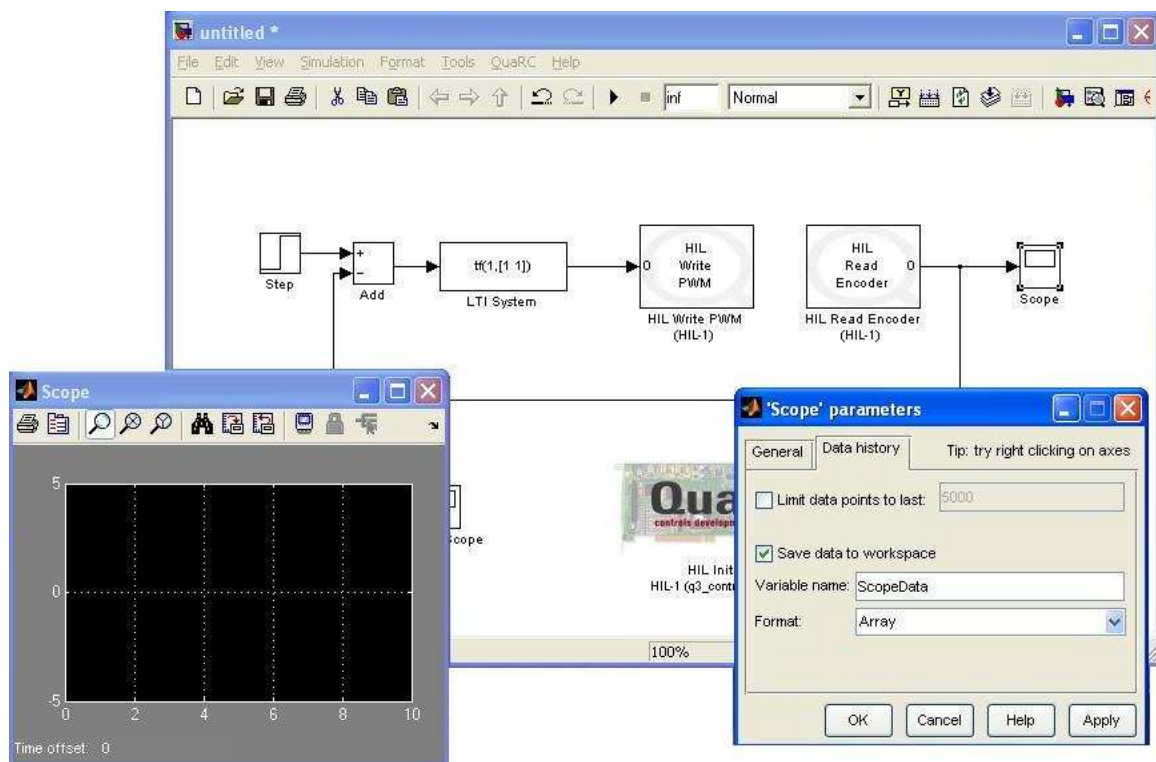 untitled *
File Edit View Simulation Format Tools QuaRC Help
inf Normal
Step
+
−
Add
tf(1,[1 1])
LTI System
0 HIL
Write
PWM
HIL Write PWM
(HIL-1)
HIL
Read 0
Encoder
HIL Read Encoder
(HIL-1)
Scope
Scope
5
0
-5
0 2 4 6 8 10
Time offset: 0
cope
Qua
controls develop
HIL Init
HIL-1 (q3_cont
100%
'Scope' parameters
General Data history Tip: try right clicking on axes
Limit data points to last: 5000
Save data to workspace
Variable name: ScopeData
Format: Array
OK Cancel Help Apply